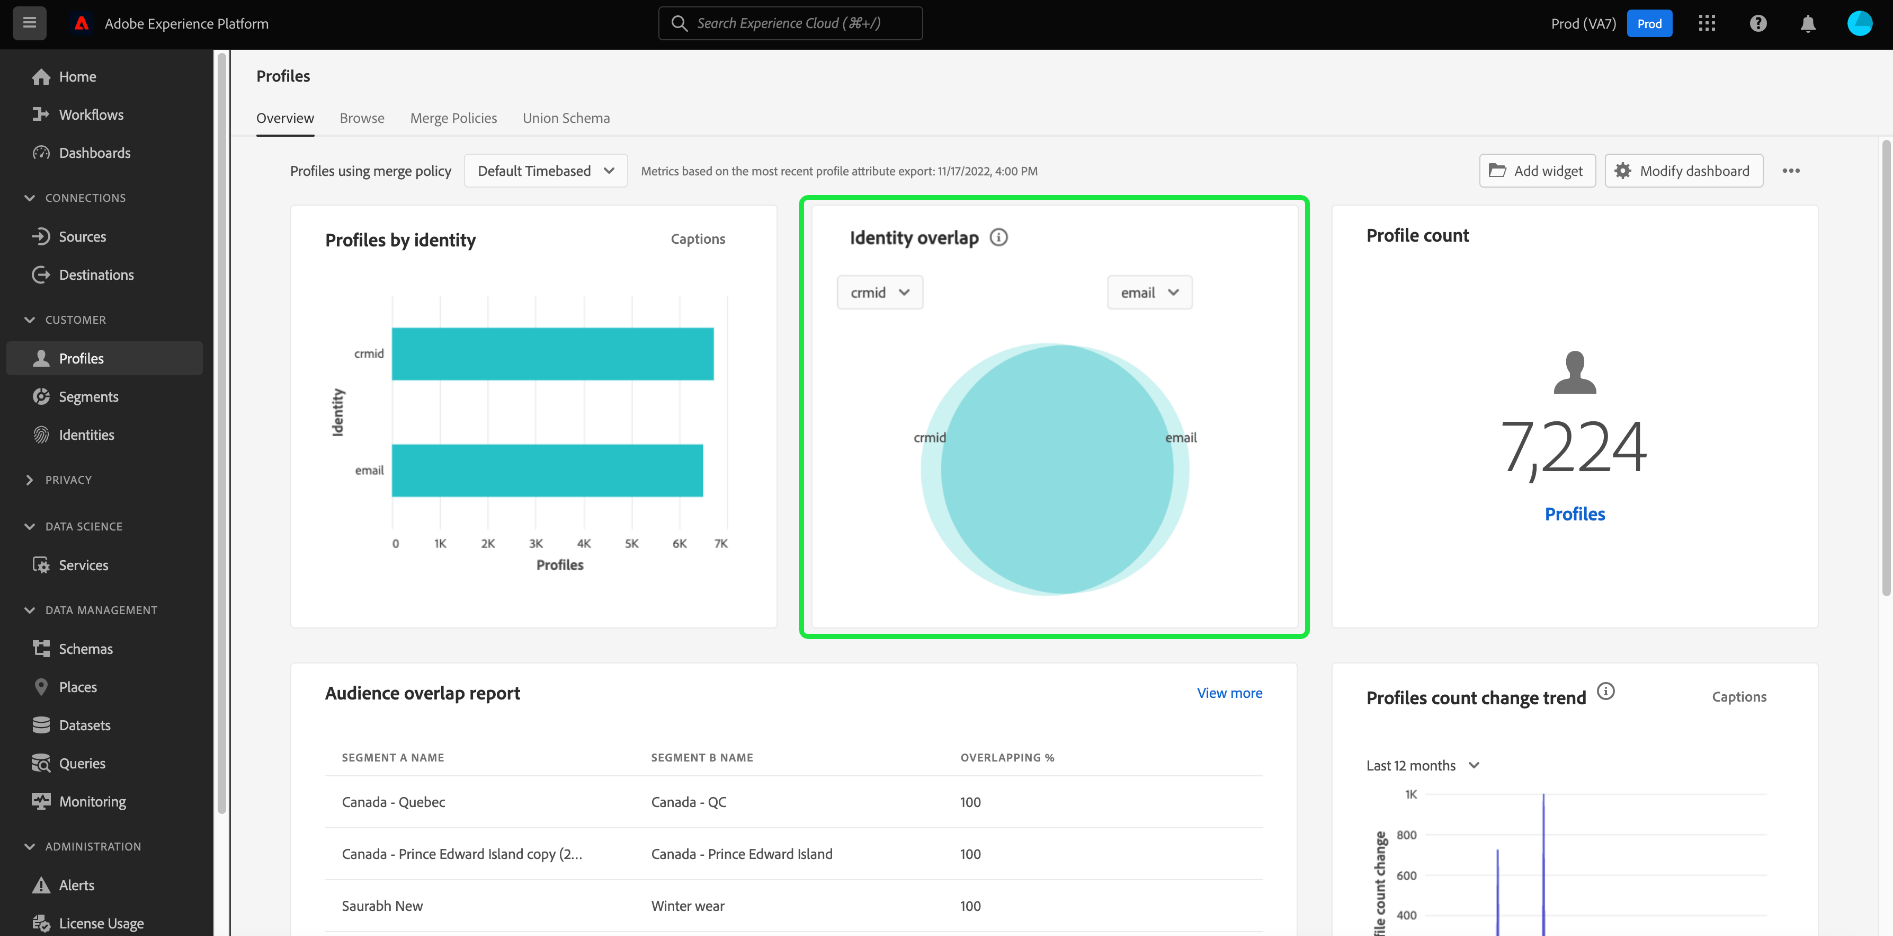 Adobe Experience Platform
Search Experience Cloud (⌘+/)
Prod (VA7)
Prod
Home
Workflows
Dashboards
CONNECTIONS
Sources
Destinations
CUSTOMER
Profiles
Segments
Identities
PRIVACY
DATA SCIENCE
Services
DATA MANAGEMENT
Schemas
Places
Datasets
Queries
Monitoring
ADMINISTRATION
Alerts
License Usage
Profiles
Overview
Browse
Merge Policies
Union Schema
Profiles using merge policy
Default Timebased
Metrics based on the most recent profile attribute export: 11/17/2022, 4:00 PM
Add widget
Modify dashboard
Profiles by identity
Captions
crmid
email
Identity
0 1K 2K 3K 4K 5K 6K 7K
Profiles
Identity overlap
crmid
email
crmid
email
Profile count
7,224
Profiles
Audience overlap report
View more
SEGMENT A NAME SEGMENT B NAME OVERLAPPING %
Canada - Quebec Canada - QC 100
Canada - Prince Edward Island copy (2... Canada - Prince Edward Island 100
Saurabh New Winter wear 100
Profiles count change trend
Captions
Last 12 months
1K
800
600
400
file count change